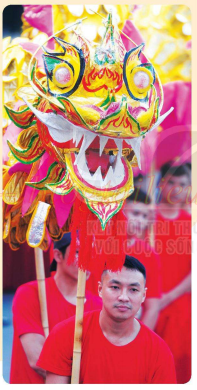 KẾT NỐI TRI THỨC
VỚI CUỘC SỐNG